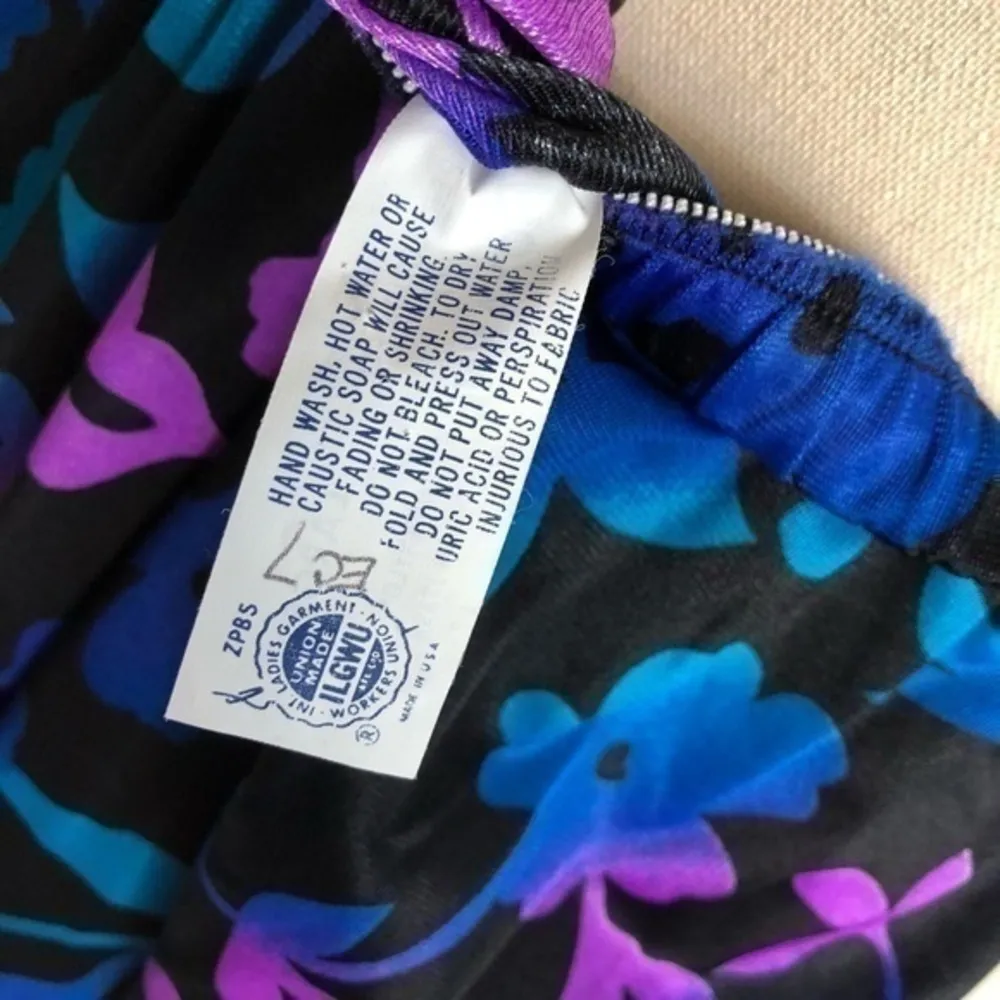 HAND WASH, HOT WATER OR
CAUSTIC SOAP WILL CAUSE
FADING OR SHRINKING.
DO NOT BLEACH. TO DRY
FOLD AND PRESS OUT WATER
DO NOT PUT AWAY DAMP,
URIC ACID OR PERSPIRATION
INJURIOUS TO FABRIC
ZPBS
INT. LADIES GARMENT WORKERS UNION
UNION
MADE
ILGWU
®
MADE IN USA